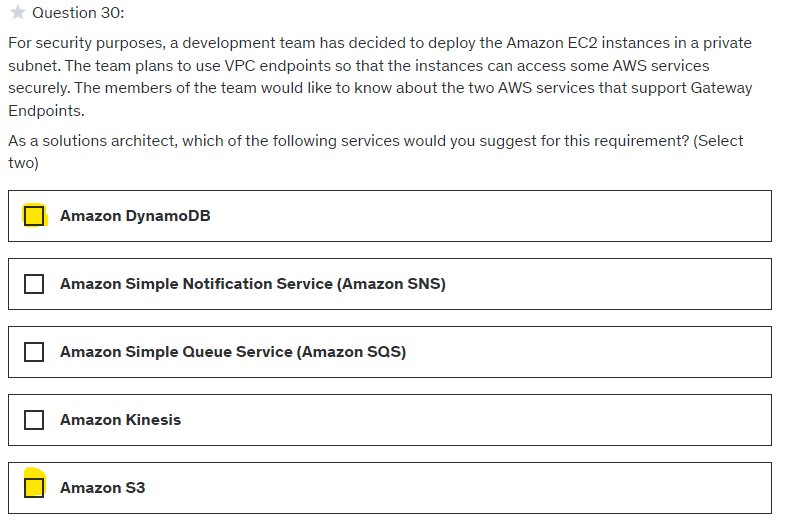 Question 30:
For security purposes, a development team has decided to deploy the Amazon EC2 instances in a private
subnet. The team plans to use VPC endpoints so that the instances can access some AWS services
securely. The members of the team would like to know about the two AWS services that support Gateway
Endpoints.
As a solutions architect, which of the following services would you suggest for this requirement? (Select
two)
Amazon DynamoDB
Amazon Simple Notification Service (Amazon SNS)
Amazon Simple Queue Service (Amazon SQS)
Amazon Kinesis
Amazon S3